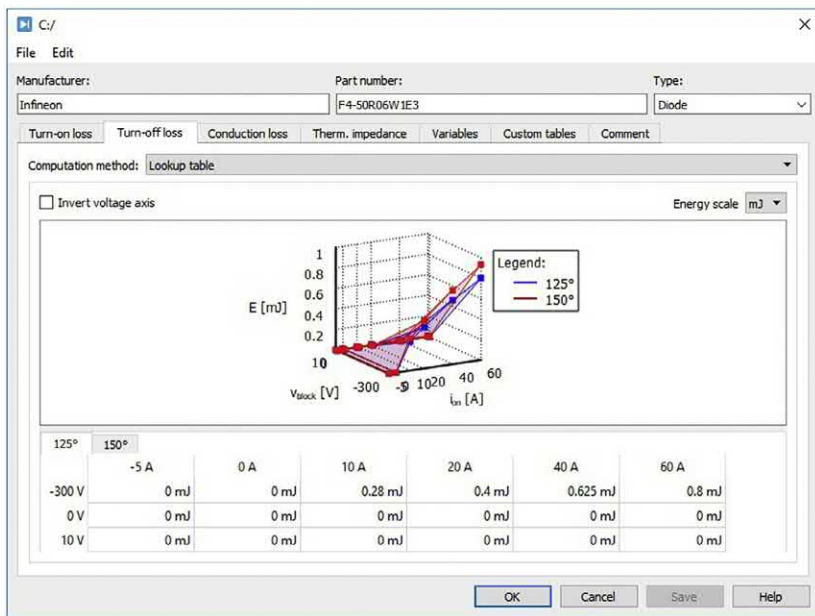 C:/
File Edit
Manufacturer: Part number: Type:
Infineon F4-50R06W1E3 Diode
Turn-on loss Turn-off loss Conduction loss Therm. impedance Variables Custom tables Comment
Computation method: Lookup table
Invert voltage axis Energy scale mJ
1
0.8
0.6
0.4
0.2
E [mJ]
Legend:
125°
150°
10 0 -300 -5 0 10 20 40 60
Vblock [V] ion [A]
125° 150°
-5 A 0 A 10 A 20 A 40 A 60 A
-300 V 0 mJ 0 mJ 0.28 mJ 0.4 mJ 0.625 mJ 0.8 mJ
0 V 0 mJ 0 mJ 0 mJ 0 mJ 0 mJ 0 mJ
10 V 0 mJ 0 mJ 0 mJ 0 mJ 0 mJ 0 mJ
OK Cancel Save Help